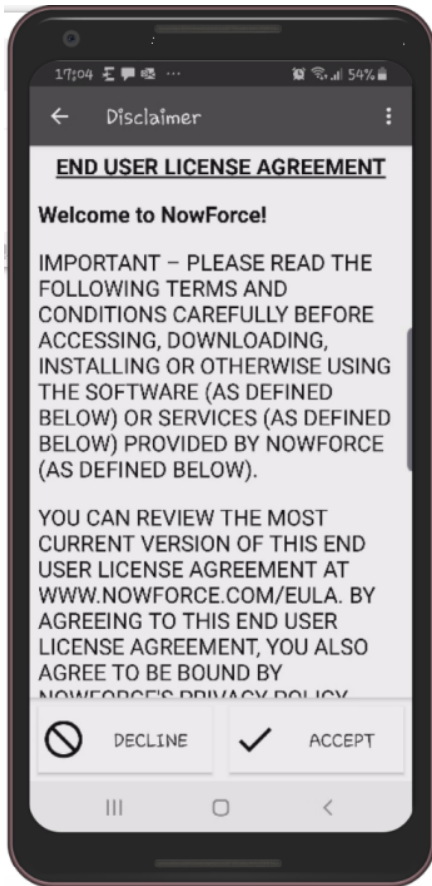 17:04 54%
Disclaimer
END USER LICENSE AGREEMENT
Welcome to NowForce!
IMPORTANT – PLEASE READ THE
FOLLOWING TERMS AND
CONDITIONS CAREFULLY BEFORE
ACCESSING, DOWNLOADING,
INSTALLING OR OTHERWISE USING
THE SOFTWARE (AS DEFINED
BELOW) OR SERVICES (AS DEFINED
BELOW) PROVIDED BY NOWFORCE
(AS DEFINED BELOW).
YOU CAN REVIEW THE MOST
CURRENT VERSION OF THIS END
USER LICENSE AGREEMENT AT
WWW.NOWFORCE.COM/EULA. BY
AGREEING TO THIS END USER
LICENSE AGREEMENT, YOU ALSO
AGREE TO BE BOUND BY
NOWFORCE'S PRIVACY POLICY
DECLINE ACCEPT